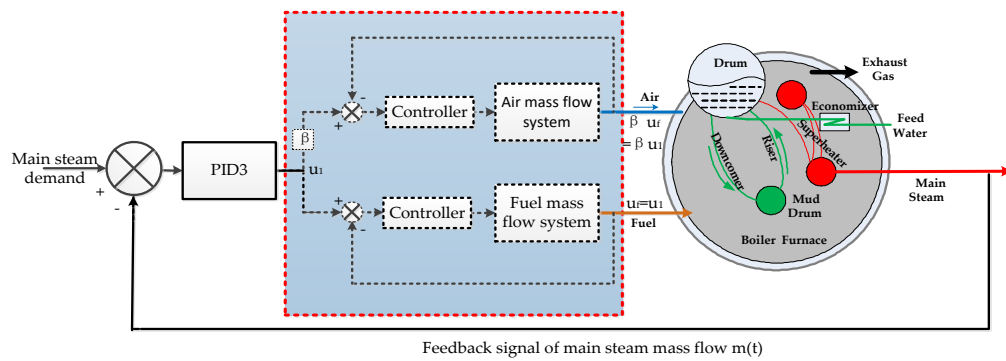 Main steam
demand
+
-
PID3
β
u1
-
+
Controller
Air mass flow
system
+
-
Controller
Fuel mass
flow system
Air
β uf
=β u1
uf=u1
Fuel
Drum
Exhaust
Gas
Economizer
Feed
Water
Superheater
Riser
Downcomer
Mud
Drum
Main
Steam
Boiler Furnace
Feedback signal of main steam mass flow m(t)